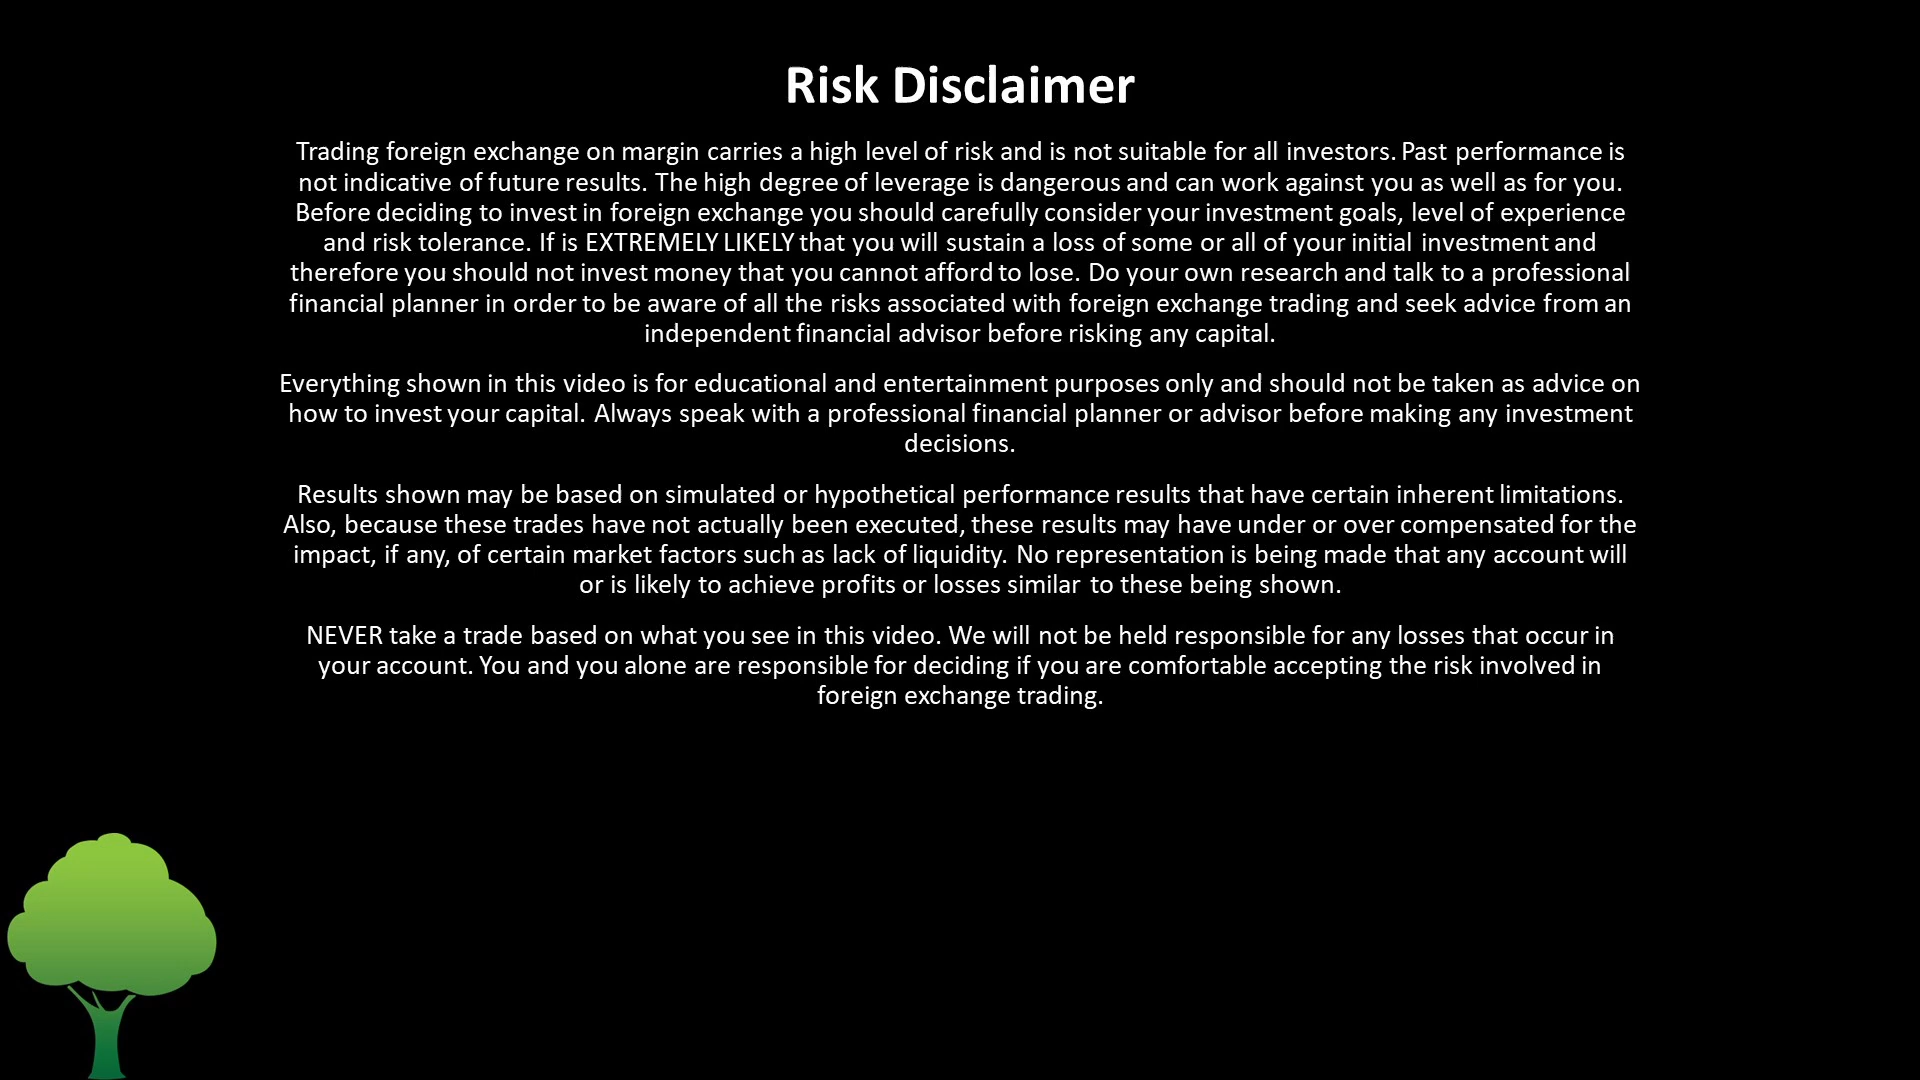 Risk Disclaimer
Trading foreign exchange on margin carries a high level of risk and is not suitable for all investors. Past performance is
not indicative of future results. The high degree of leverage is dangerous and can work against you as well as for you.
Before deciding to invest in foreign exchange you should carefully consider your investment goals, level of experience
and risk tolerance. If is EXTREMELY LIKELY that you will sustain a loss of some or all of your initial investment and
therefore you should not invest money that you cannot afford to lose. Do your own research and talk to a professional
financial planner in order to be aware of all the risks associated with foreign exchange trading and seek advice from an
independent financial advisor before risking any capital.
Everything shown in this video is for educational and entertainment purposes only and should not be taken as advice on
how to invest your capital. Always speak with a professional financial planner or advisor before making any investment
decisions.
Results shown may be based on simulated or hypothetical performance results that have certain inherent limitations.
Also, because these trades have not actually been executed, these results may have under or over compensated for the
impact, if any, of certain market factors such as lack of liquidity. No representation is being made that any account will
or is likely to achieve profits or losses similar to these being shown.
NEVER take a trade based on what you see in this video. We will not be held responsible for any losses that occur in
your account. You and you alone are responsible for deciding if you are comfortable accepting the risk involved in
foreign exchange trading.